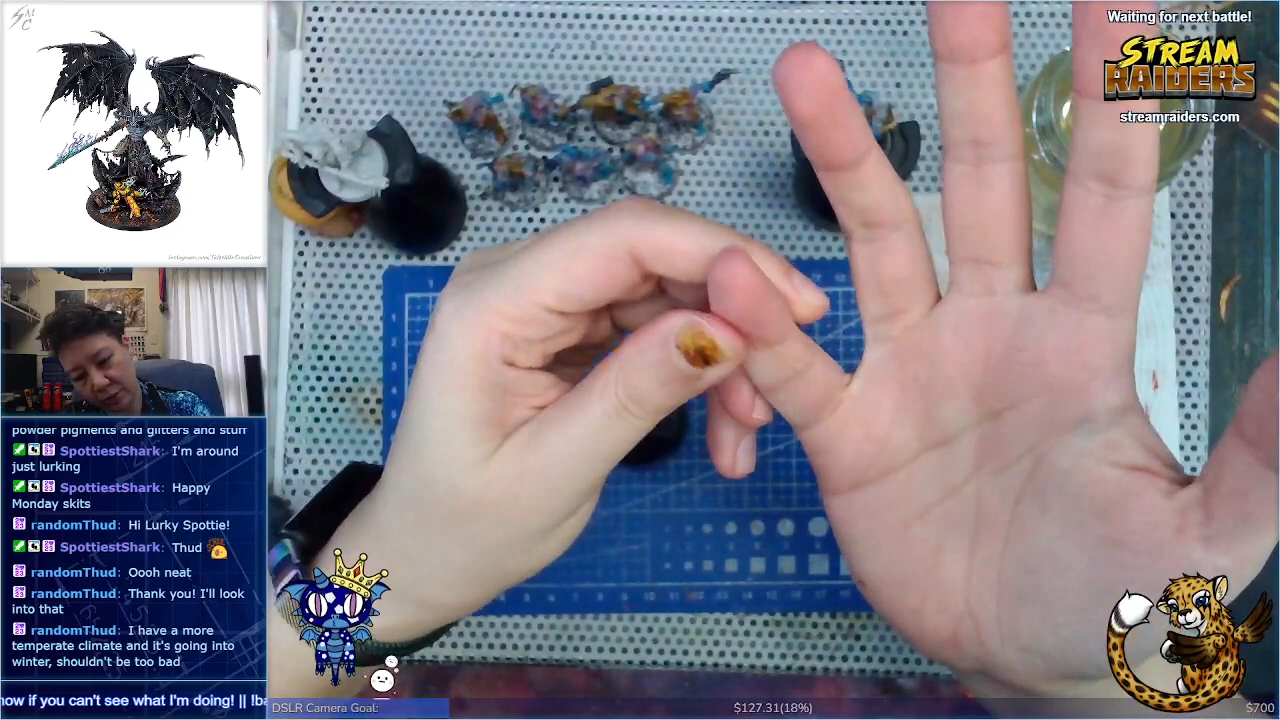 SMC
Waiting for next battle!
STREAM
RAIDERS
streamraiders.com
powder pigments and glitters and stuff
SpottiestShark: I'm around
just lurking
SpottiestShark: Happy
Monday skits
randomThud: Hi Lurky Spottie!
SpottiestShark: Thud
randomThud: Oooh neat
randomThud: Thank you! I'll look
into that
randomThud: I have a more
temperate climate and it's going into
winter, shouldn't be too bad
now if you can't see what I'm doing! || !ba
DSLR Camera Goal:
$127.31(18%)
$700